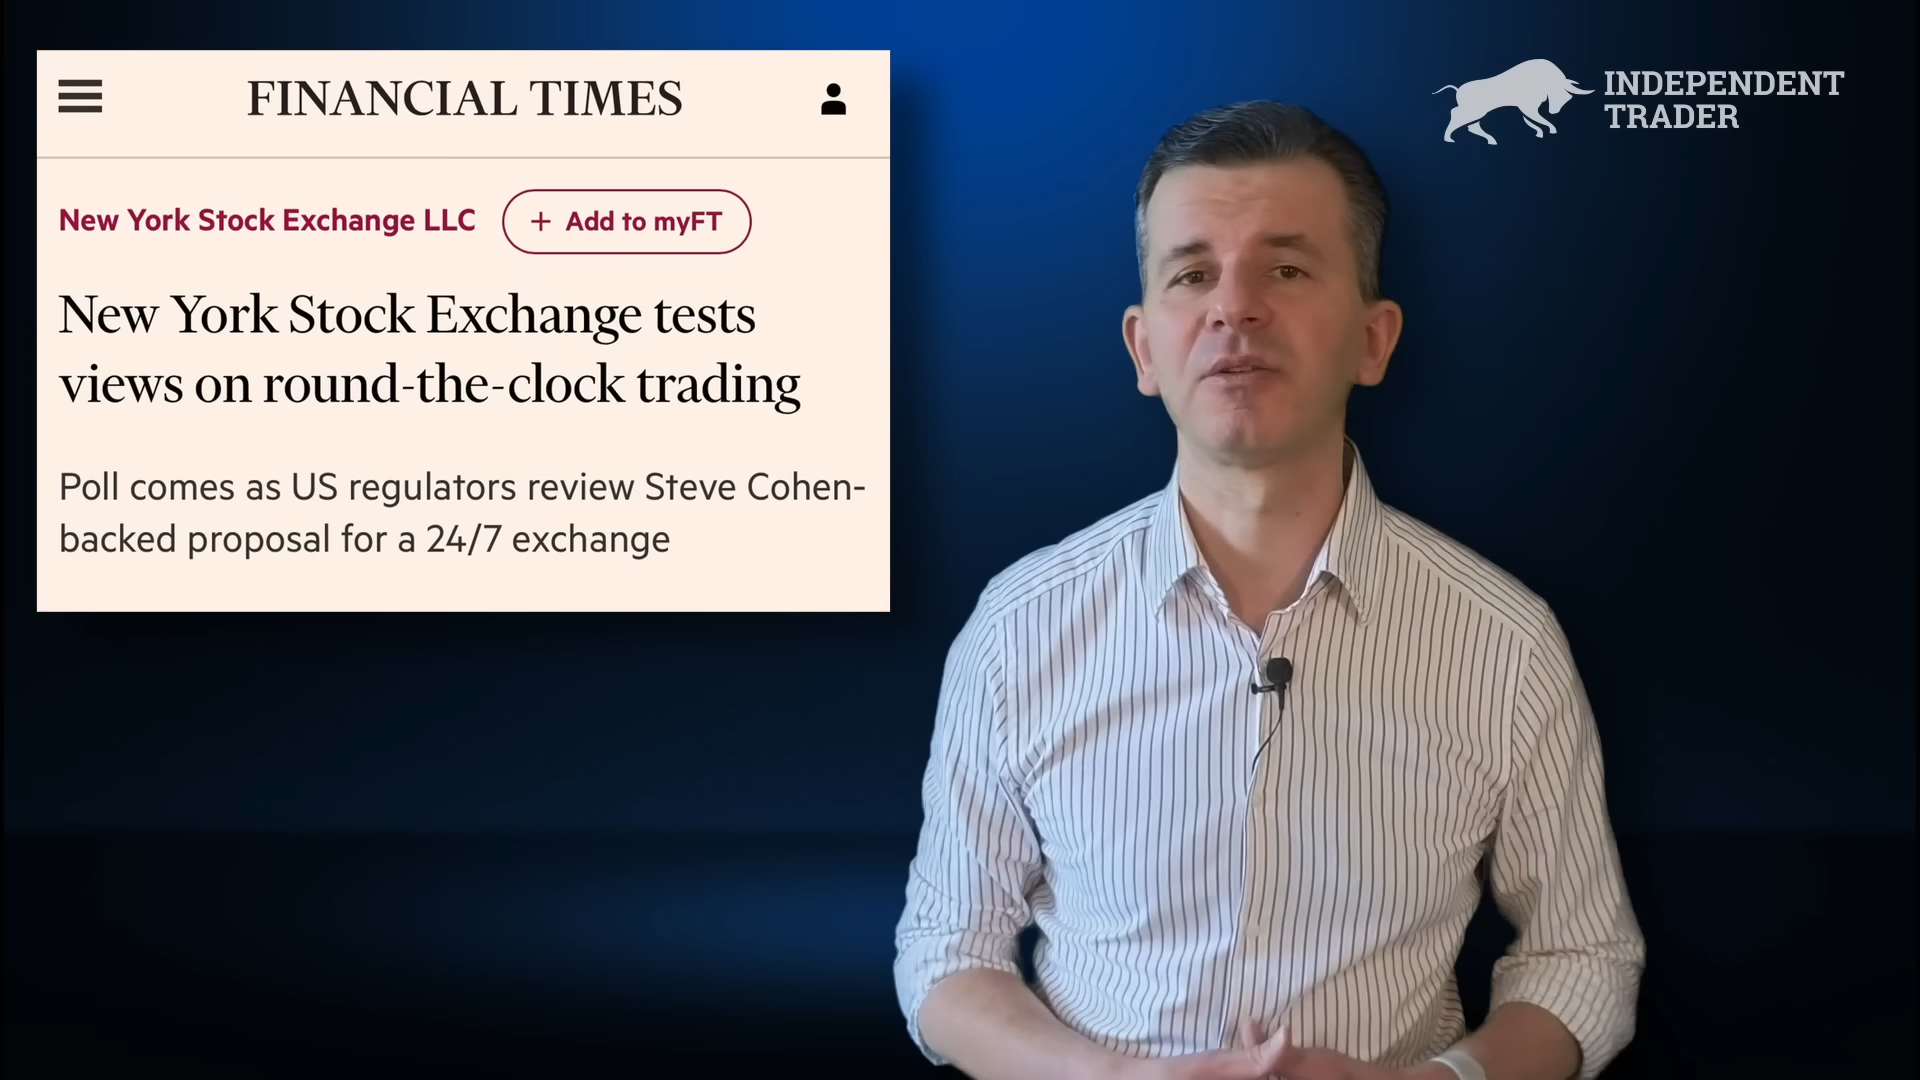 FINANCIAL TIMES
New York Stock Exchange LLC
+ Add to myFT
New York Stock Exchange tests
views on round-the-clock trading
Poll comes as US regulators review Steve Cohen-
backed proposal for a 24/7 exchange
INDEPENDENT
TRADER